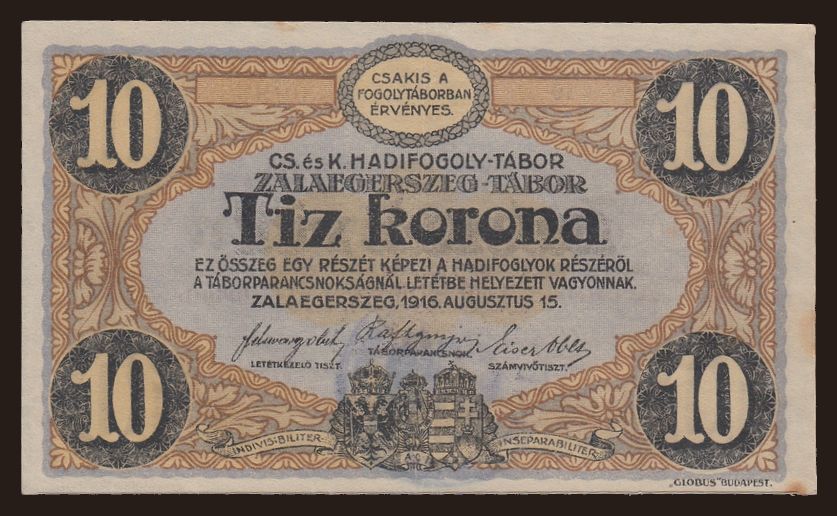 10
10
CSAKIS A
FOGOLYTÁBORBAN
ÉRVÉNYES.
CS. és K. HADIFOGOLY-TÁBOR
ZALAEGERSZEG-TÁBOR
Tiz korona
EZ ÖSSZEG EGY RÉSZÉT KÉPEZI A HADIFOGLYOK RÉSZÉRŐL
A TÁBORPARANCSNOKSÁGNÁL LETÉTBE HELYEZETT VAGYONNAK.
ZALAEGERSZEG, 1916. AUGUSZTUS 15.
LETÉTKEZELŐ TISZT.
TÁBORPARANCSNOK.
SZÁMVIVŐTISZT.
10
10
INDIVISIBILITER
INSEPARABILITER
„GLOBUS" BUDAPEST.